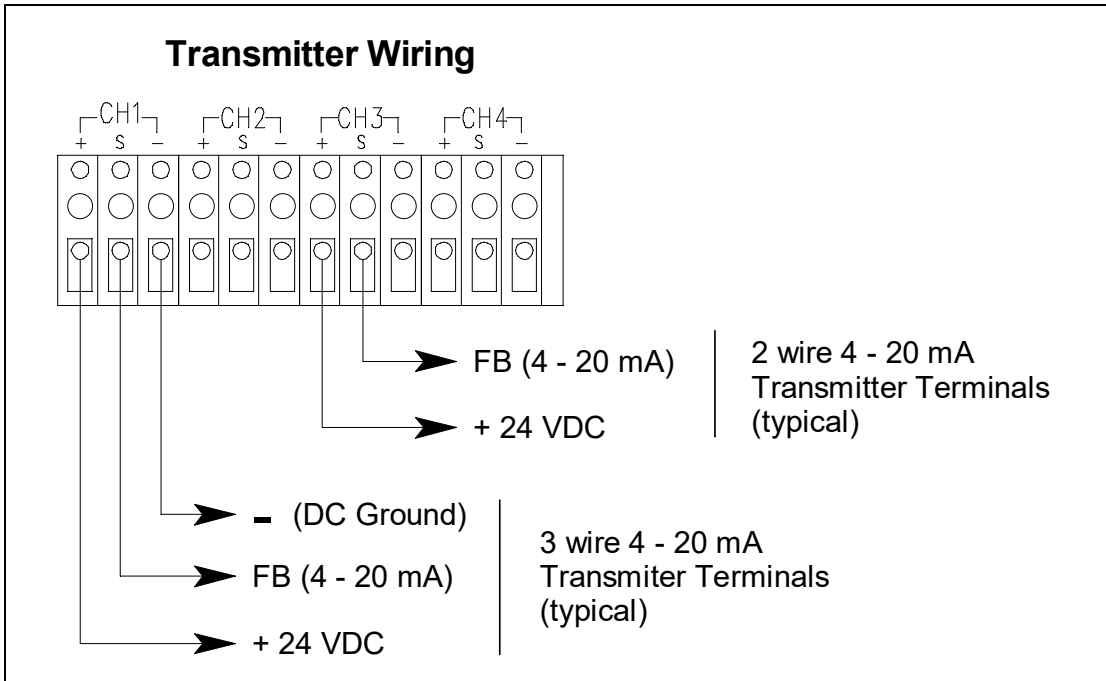 Transmitter Wiring
CH1 CH2 CH3 CH4
+ S - + S - + S - + S -
FB (4 - 20 mA)
+ 24 VDC
2 wire 4 - 20 mA
Transmitter Terminals
(typical)
- (DC Ground)
FB (4 - 20 mA)
+ 24 VDC
3 wire 4 - 20 mA
Transmiter Terminals
(typical)